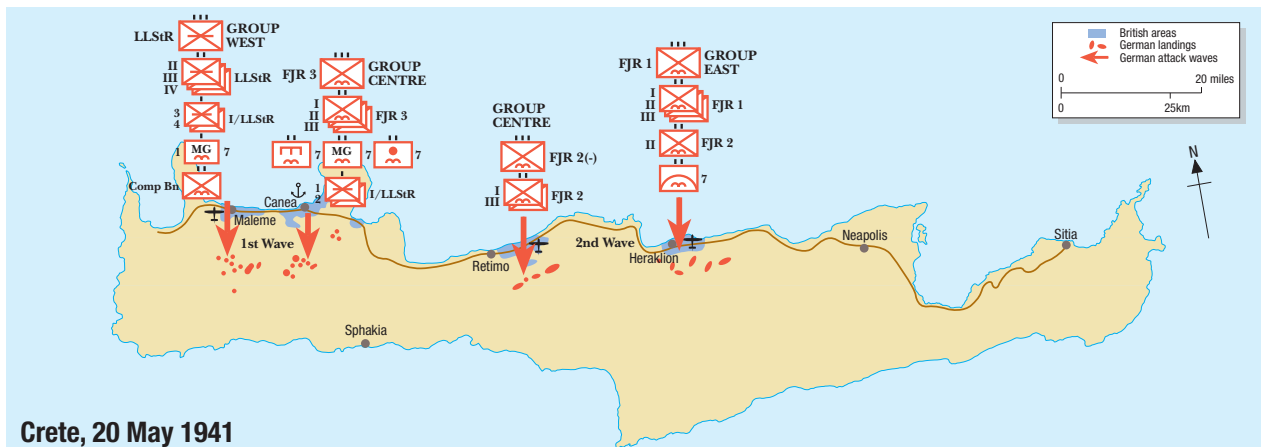 LLStR
GROUP
WEST
II
III
IV
LLStR
3
4
I/LLStR
1
MG
7
Comp Bn
FJR 3
GROUP
CENTRE
I
II
III
FJR 3
7
MG
7
7
1
2
I/LLStR
GROUP
CENTRE
FJR 2(-)
I
III
FJR 2
FJR 1
GROUP
EAST
I
II
III
FJR 1
II
FJR 2
7
British areas
German landings
German attack waves
0
20 miles
0
25km
N
Maleme
Canea
1st Wave
Retimo
2nd Wave
Heraklion
Neapolis
Sitia
Sphakia
Crete, 20 May 1941